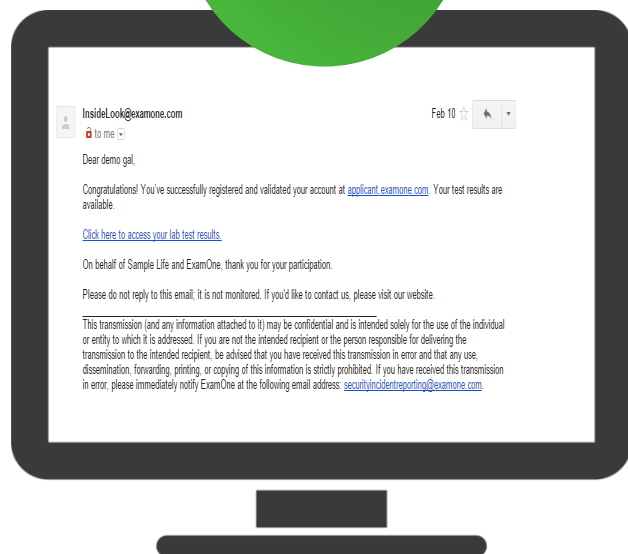 InsideLook@examone.com
Feb 10
to me
Dear demo gal,
Congratulations! You've successfully registered and validated your account at applicant.examone.com. Your test results are
available.
Click here to access your lab test results.
On behalf of Sample Life and ExamOne, thank you for your participation.
Please do not reply to this email; it is not monitored. If you'd like to contact us, please visit our website.
This transmission (and any information attached to it) may be confidential and is intended solely for the use of the individual
or entity to which it is addressed. If you are not the intended recipient or the person responsible for delivering the
transmission to the intended recipient, be advised that you have received this transmission in error and that any use,
dissemination, forwarding, printing, or copying of this information is strictly prohibited. If you have received this transmission
in error, please immediately notify ExamOne at the following email address: securityincidentreporting@examone.com.